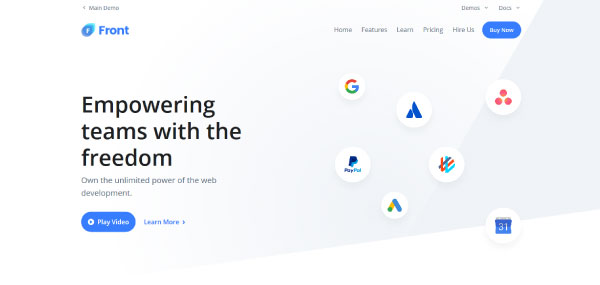 Main Demo
Demos
Docs
Front
Home
Features
Learn
Pricing
Hire Us
Buy Now
Empowering
teams with the
freedom
Own the unlimited power of the web
development.
Play Video
Learn More
G
PayPal
31